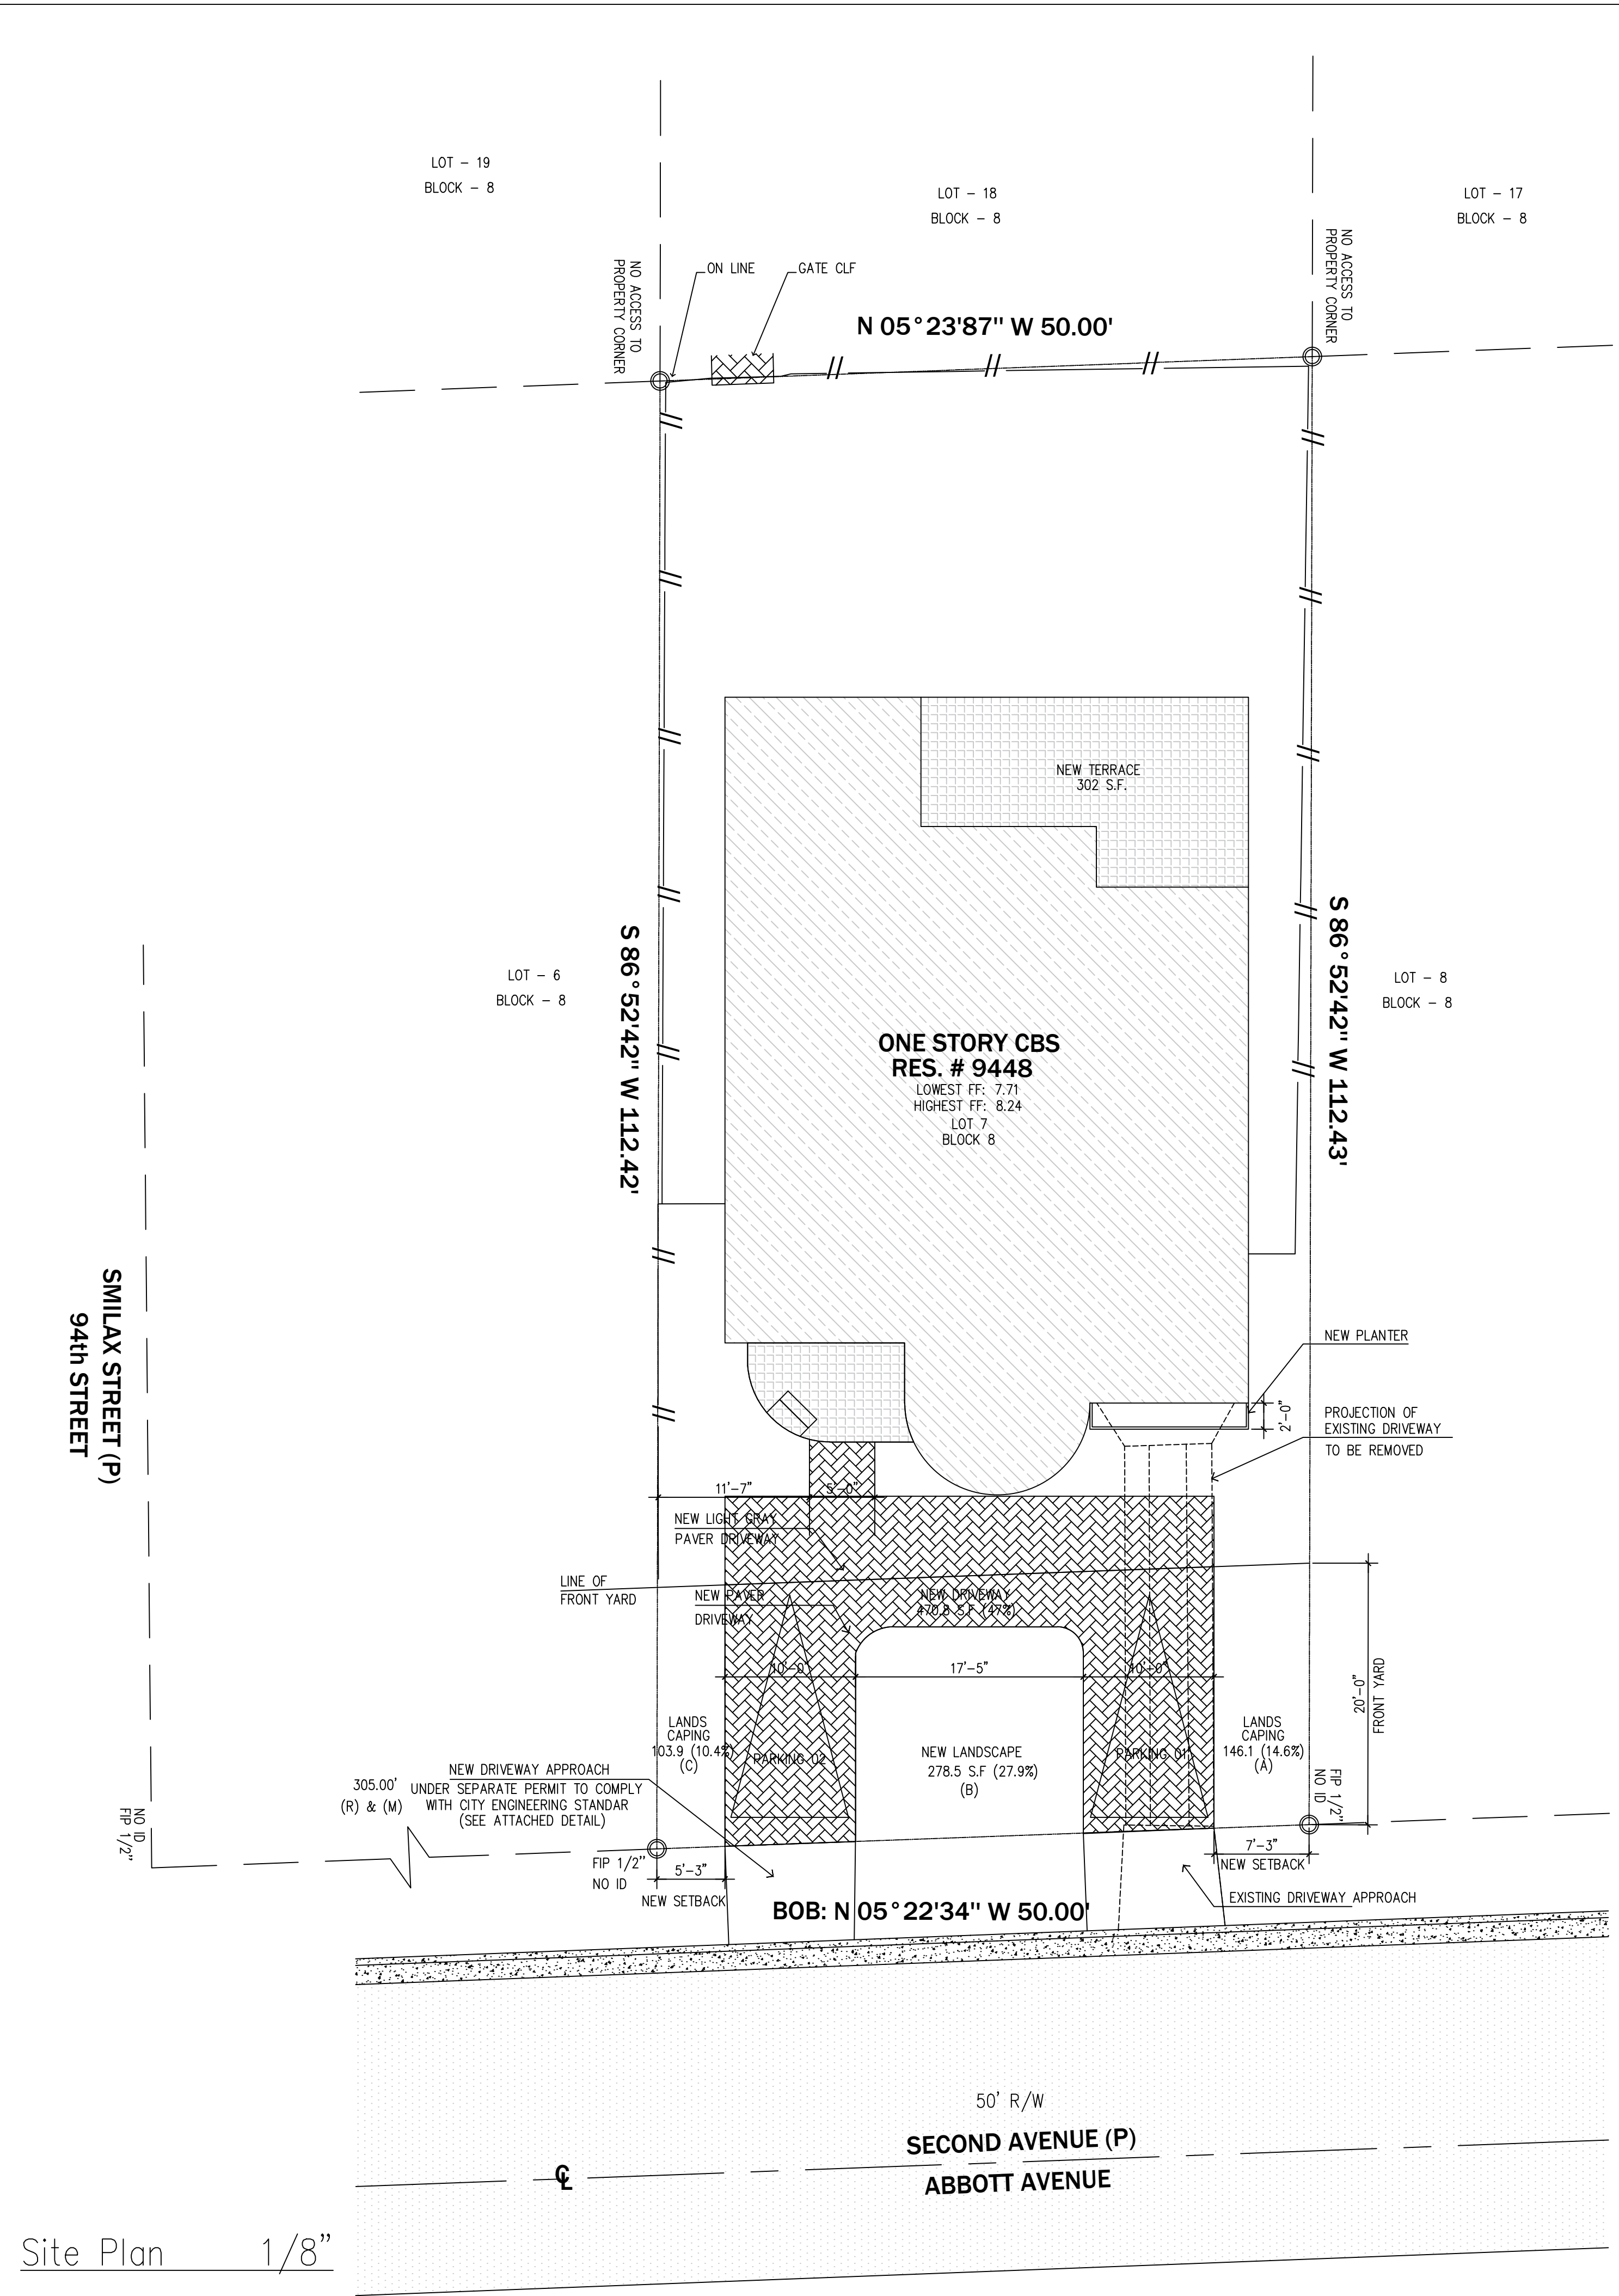 LOT - 19
BLOCK - 8
LOT - 18
BLOCK - 8
LOT - 17
BLOCK - 8
NO ACCESS TO
PROPERTY CORNER
ON LINE
GATE CLF
NO ACCESS TO
PROPERTY CORNER
N 05°23'87" W 50.00'
NEW TERRACE
302 S.F.
LOT - 6
BLOCK - 8
S 86°52'42" W 112.42'
S 86°52'42" W 112.43'
LOT - 8
BLOCK - 8
ONE STORY CBS
RES. # 9448
LOWEST FF: 7.71
HIGHEST FF: 8.24
LOT 7
BLOCK 8
SMILAX STREET (P)
94th STREET
NEW PLANTER
2'-0"
PROJECTION OF
EXISTING DRIVEWAY
TO BE REMOVED
11'-7"
5'-0"
NEW LIGHT GRAY
PAVER DRIVEWAY
LINE OF
FRONT YARD
NEW PAVER
DRIVEWAY
NEW DRIVEWAY
470.8 S.F (47%)
10'-0"
17'-5"
10'-0"
20'-0"
FRONT YARD
LANDS
CAPING
103.9 (10.4%)
(C)
PARKING 02
NEW LANDSCAPE
278.5 S.F (27.9%)
(B)
PARKING 01
LANDS
CAPING
146.1 (14.6%)
(A)
NEW DRIVEWAY APPROACH
UNDER SEPARATE PERMIT TO COMPLY
WITH CITY ENGINEERING STANDAR
(SEE ATTACHED DETAIL)
305.00'
(R) & (M)
NO ID
FIP 1/2"
FIP 1/2"
NO ID
FIP 1/2"
NO ID
5'-3"
NEW SETBACK
7'-3"
NEW SETBACK
EXISTING DRIVEWAY APPROACH
BOB: N 05°22'34" W 50.00'
50' R/W
SECOND AVENUE (P)
CL
ABBOTT AVENUE
Site Plan 1/8"